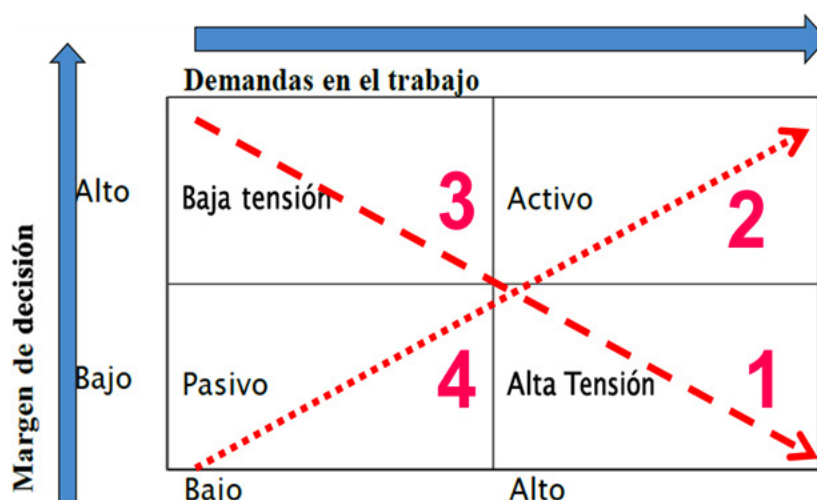 Demandas en el trabajo
Margen de decisión
Alto
Baja tensión
3
Activo
2
Bajo
Pasivo
4
Alta Tensión
1
Bajo
Alto